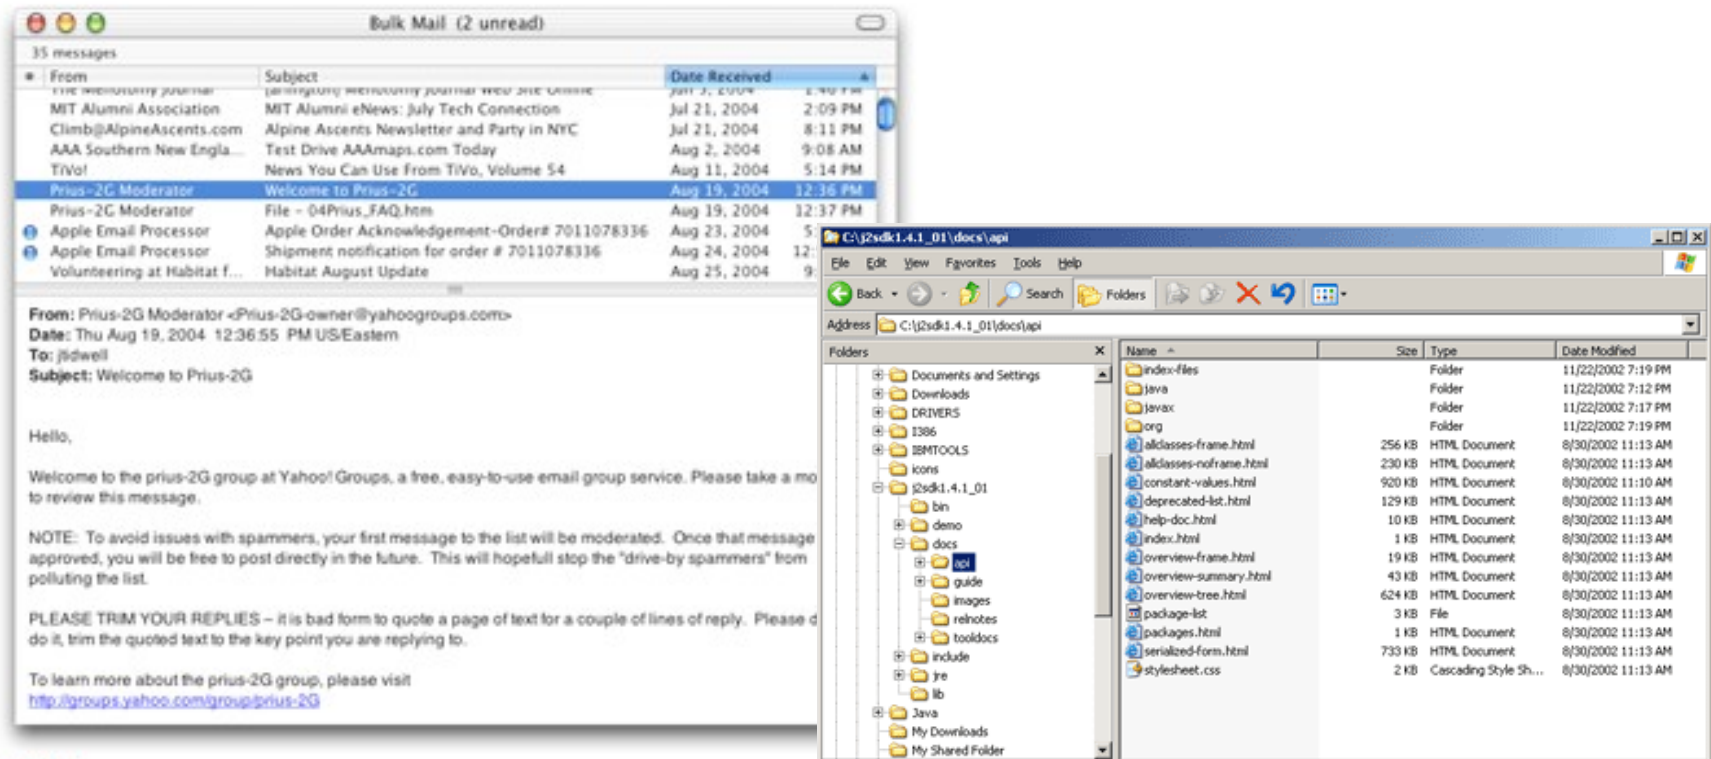 Bulk Mail (2 unread)
35 messages
From Subject Date Received
The Menotomy Journal [arlington] Menotomy Journal Web Site Online Jun 3, 2004 1:40 PM
MIT Alumni Association MIT Alumni eNews: July Tech Connection Jul 21, 2004 2:09 PM
Climb@AlpineAscents.com Alpine Ascents Newsletter and Party in NYC Jul 21, 2004 8:11 PM
AAA Southern New Engla... Test Drive AAAmaps.com Today Aug 2, 2004 9:08 AM
TiVo! News You Can Use From TiVo, Volume 54 Aug 11, 2004 5:14 PM
Prius-2G Moderator Welcome to Prius-2G Aug 19, 2004 12:36 PM
Prius-2G Moderator File - 04Prius_FAQ.htm Aug 19, 2004 12:37 PM
Apple Email Processor Apple Order Acknowledgement-Order# 7011078336 Aug 23, 2004 5:
Apple Email Processor Shipment notification for order # 7011078336 Aug 24, 2004 12:
Volunteering at Habitat f... Habitat August Update Aug 25, 2004 9:
From: Prius-2G Moderator <Prius-2G-owner@yahoogroups.com>
Date: Thu Aug 19, 2004 12:36:55 PM US/Eastern
To: jtidwell
Subject: Welcome to Prius-2G
Hello,
Welcome to the prius-2G group at Yahoo! Groups, a free, easy-to-use email group service. Please take a mo
to review this message.
NOTE: To avoid issues with spammers, your first message to the list will be moderated. Once that message
approved, you will be free to post directly in the future. This will hopefull stop the "drive-by spammers" from
polluting the list.
PLEASE TRIM YOUR REPLIES – it is bad form to quote a page of text for a couple of lines of reply. Please d
do it, trim the quoted text to the key point you are replying to.
To learn more about the prius-2G group, please visit
http://groups.yahoo.com/group/prius-2G
C:\j2sdk1.4.1_01\docs\api
File Edit View Favorites Tools Help
Back Search Folders
Address C:\j2sdk1.4.1_01\docs\api
Folders
Documents and Settings
Downloads
DRIVERS
I386
IBMTOOLS
icons
j2sdk1.4.1_01
bin
demo
docs
api
guide
images
relnotes
tooldocs
include
jre
lib
Java
My Downloads
My Shared Folder
Name Size Type Date Modified
index-files Folder 11/22/2002 7:19 PM
java Folder 11/22/2002 7:12 PM
javax Folder 11/22/2002 7:17 PM
org Folder 11/22/2002 7:19 PM
allclasses-frame.html 256 KB HTML Document 8/30/2002 11:13 AM
allclasses-noframe.html 230 KB HTML Document 8/30/2002 11:13 AM
constant-values.html 920 KB HTML Document 8/30/2002 11:10 AM
deprecated-list.html 129 KB HTML Document 8/30/2002 11:13 AM
help-doc.html 10 KB HTML Document 8/30/2002 11:13 AM
index.html 1 KB HTML Document 8/30/2002 11:13 AM
overview-frame.html 19 KB HTML Document 8/30/2002 11:13 AM
overview-summary.html 43 KB HTML Document 8/30/2002 11:13 AM
overview-tree.html 624 KB HTML Document 8/30/2002 11:13 AM
package-list 3 KB File 8/30/2002 11:13 AM
packages.html 1 KB HTML Document 8/30/2002 11:13 AM
serialized-form.html 733 KB HTML Document 8/30/2002 11:13 AM
stylesheet.css 2 KB Cascading Style Sh... 8/30/2002 11:13 AM